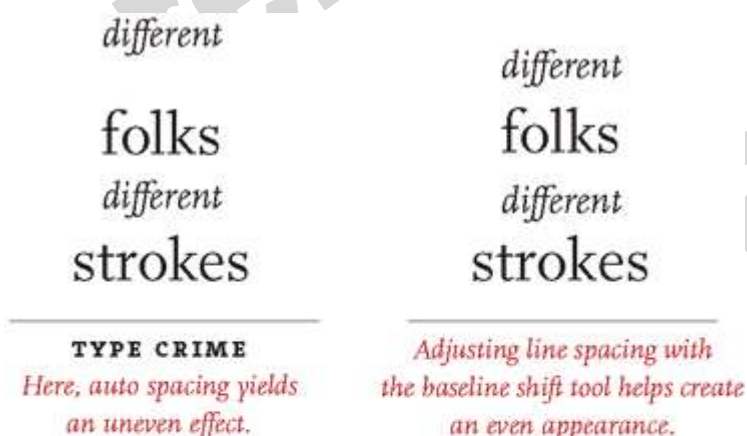 different
folks
different
strokes
TYPE CRIME
Here, auto spacing yields
an uneven effect.
different
folks
different
strokes
Adjusting line spacing with
the baseline shift tool helps create
an even appearance.